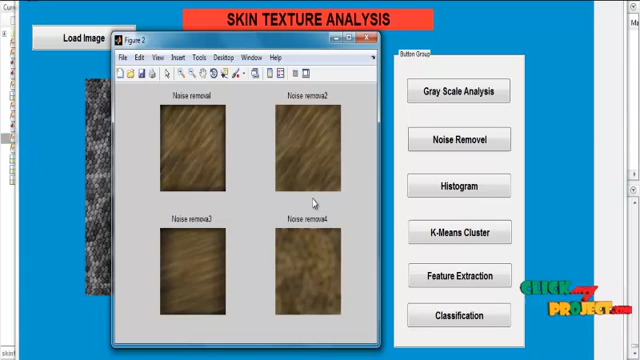 SKIN TEXTURE ANALYSIS
Load Image
Figure 2
File Edit View Insert Tools Desktop Window Help
Noise removal
Noise remova2
Noise remova3
Noise remova4
Button Group
Gray Scale Analysis
Noise Removel
Histogram
K-Means Cluster
Feature Extraction
Classification
CLICK my
PROJECT.COM